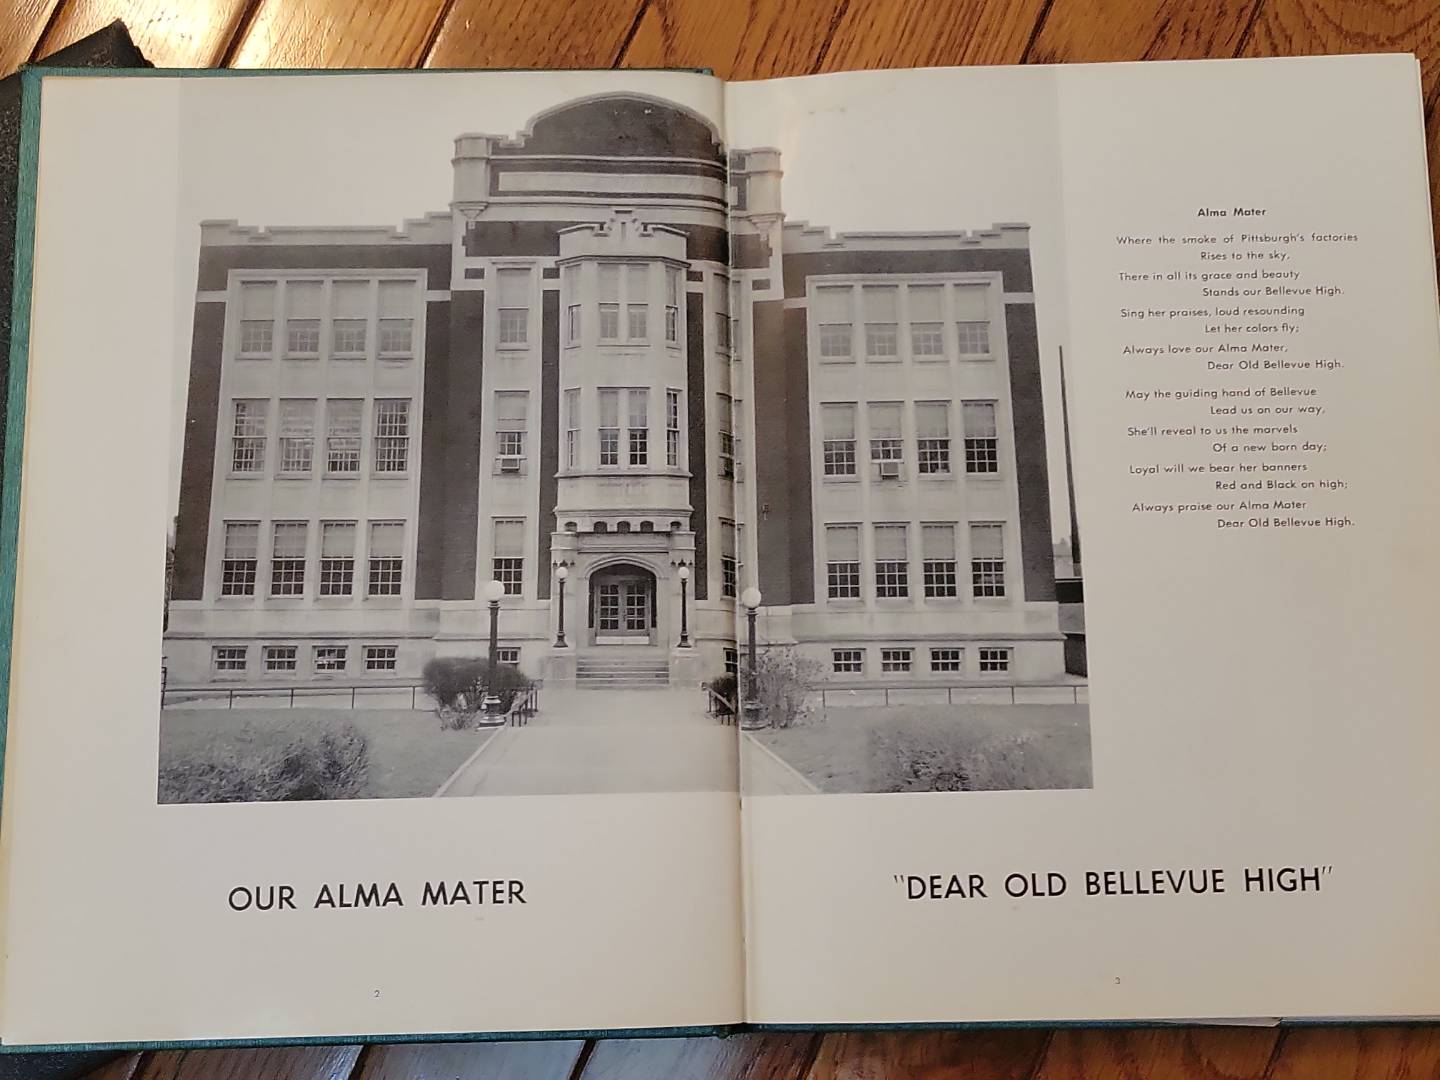 Alma Mater
Where the smoke of Pittsburgh's factories
Rises to the sky,
There in all its grace and beauty
Stands our Bellevue High.
Sing her praises, loud resounding
Let her colors fly;
Always love our Alma Mater,
Dear Old Bellevue High.
May the guiding hand of Bellevue
Lead us on our way,
She'll reveal to us the marvels
Of a new born day;
Loyal will we bear her banners
Red and Black on high;
Always praise our Alma Mater
Dear Old Bellevue High.
OUR ALMA MATER
"DEAR OLD BELLEVUE HIGH"
2
3